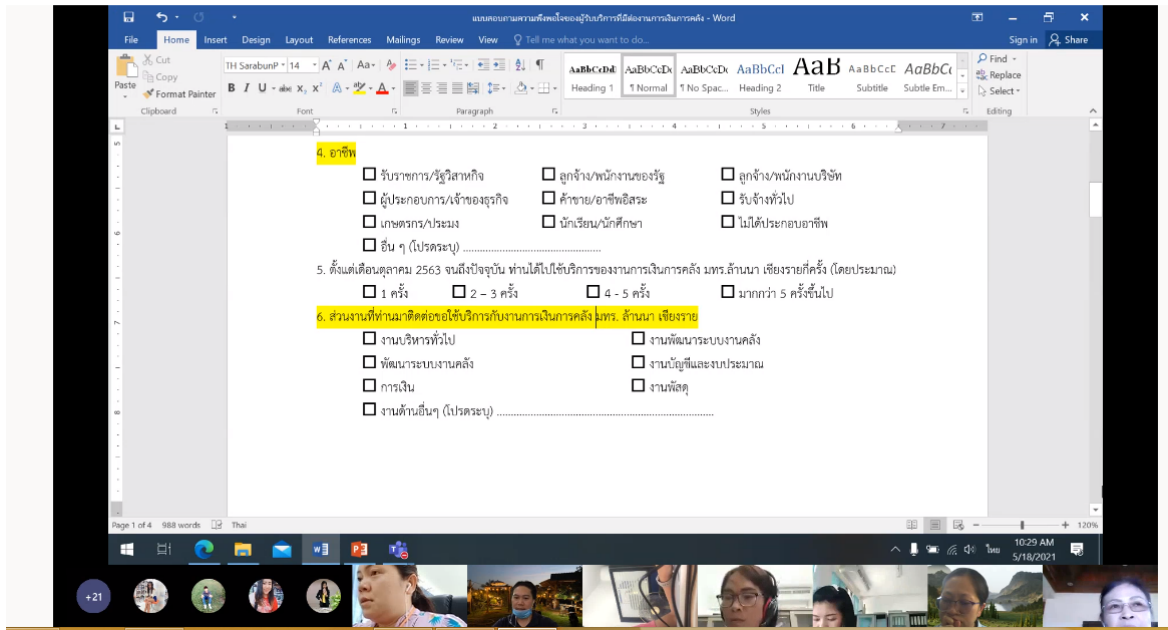 แบบสอบถามความพึงพอใจของผู้รับบริการที่มีต่องานการเงินการคลัง - Word
File Home Insert Design Layout References Mailings Review View Tell me what you want to do... Sign in Share
Cut
Copy
Format Painter
Paste
TH SarabunP 14
AaBbCcDd AaBbCcDc AaBbCcDc AaBbCcI AaB AaBbCcC AaBbCc
Heading 1 ¶ Normal ¶ No Spac... Heading 2 Title Subtitle Subtle Em...
Find
Replace
Select
Clipboard Font Paragraph Styles Editing
4. อาชีพ
รับราชการ/รัฐวิสาหกิจ ลูกจ้าง/พนักงานของรัฐ ลูกจ้าง/พนักงานบริษัท
ผู้ประกอบการ/เจ้าของธุรกิจ ค้าขาย/อาชีพอิสระ รับจ้างทั่วไป
เกษตรกร/ประมง นักเรียน/นักศึกษา ไม่ได้ประกอบอาชีพ
อื่น ๆ (โปรดระบุ) ............................................
5. ตั้งแต่เดือนตุลาคม 2563 จนถึงปัจจุบัน ท่านได้ไปใช้บริการของงานการเงินการคลัง มทร.ล้านนา เชียงรายกี่ครั้ง (โดยประมาณ)
1 ครั้ง 2 – 3 ครั้ง 4 - 5 ครั้ง มากกว่า 5 ครั้งขึ้นไป
6. ส่วนงานที่ท่านมาติดต่อขอใช้บริการกับงานการเงินการคลัง มทร. ล้านนา เชียงราย
งานบริหารทั่วไป งานพัฒนาระบบงานคลัง
พัฒนาระบบงานคลัง งานบัญชีและงบประมาณ
การเงิน งานพัสดุ
งานด้านอื่นๆ (โปรดระบุ) ......................................................................
Page 1 of 4 988 words Thai 120%
ไทย
10:29 AM
5/18/2021
+21